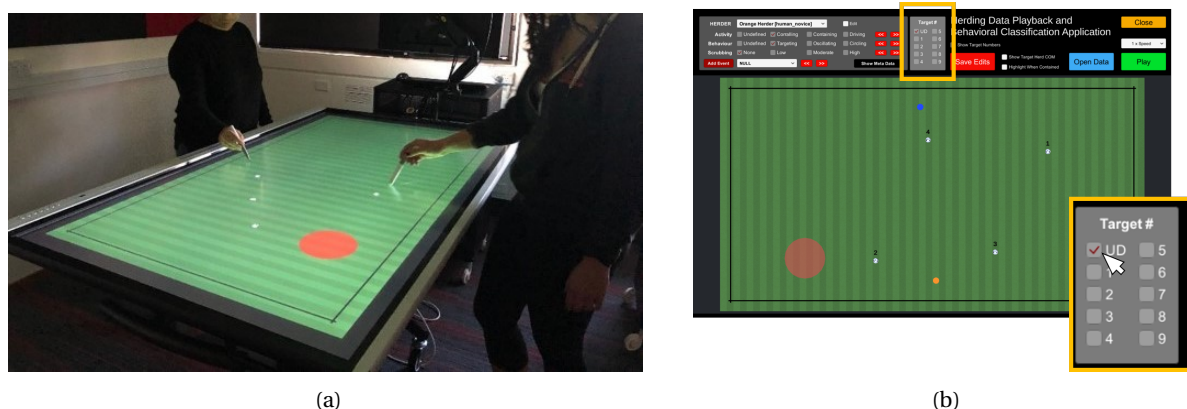 HERDER Orange Herder [human_novice] bot
Activity Undefined Corralling Containing Driving << >>
Behaviour Undefined Targeting Oscillating Circling << >>
Scrubbing None Low Moderate High << >>
Add Event NULL << >> Show Meta Data
Target #
UD 5
1 6
2 7
3 8
4 9
Herding Data Playback and
Behavioral Classification Application
Show Target Numbers
Save Edits
Show Target Herd COM
Highlight When Contained
Open Data
Close
1 x Speed
Play
4
1
2
3
Target #
UD 5
6
2 7
3 8
4 9
(a)
(b)